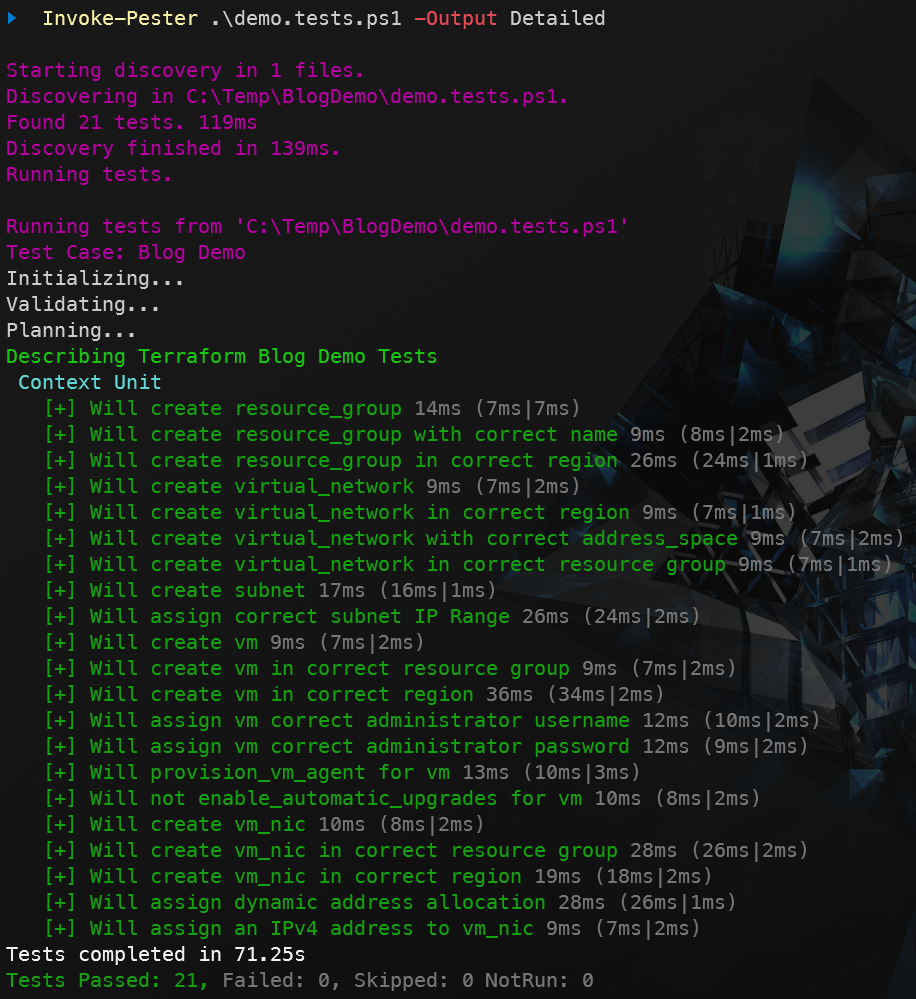 Invoke-Pester .\demo.tests.ps1 -Output Detailed
Starting discovery in 1 files.
Discovering in C:\Temp\BlogDemo\demo.tests.ps1.
Found 21 tests. 119ms
Discovery finished in 139ms.
Running tests.
Running tests from 'C:\Temp\BlogDemo\demo.tests.ps1'
Test Case: Blog Demo
Initializing...
Validating...
Planning...
Describing Terraform Blog Demo Tests
Context Unit
[+] Will create resource_group 14ms (7ms|7ms)
[+] Will create resource_group with correct name 9ms (8ms|2ms)
[+] Will create resource_group in correct region 26ms (24ms|1ms)
[+] Will create virtual_network 9ms (7ms|2ms)
[+] Will create virtual_network in correct region 9ms (7ms|1ms)
[+] Will create virtual_network with correct address_space 9ms (7ms|2ms)
[+] Will create virtual_network in correct resource group 9ms (7ms|1ms)
[+] Will create subnet 17ms (16ms|1ms)
[+] Will assign correct subnet IP Range 26ms (24ms|2ms)
[+] Will create vm 9ms (7ms|2ms)
[+] Will create vm in correct resource group 9ms (7ms|2ms)
[+] Will create vm in correct region 36ms (34ms|2ms)
[+] Will assign vm correct administrator username 12ms (10ms|2ms)
[+] Will assign vm correct administrator password 12ms (9ms|2ms)
[+] Will provision_vm_agent for vm 13ms (10ms|3ms)
[+] Will not enable_automatic_upgrades for vm 10ms (8ms|2ms)
[+] Will create vm_nic 10ms (8ms|2ms)
[+] Will create vm_nic in correct resource group 28ms (26ms|2ms)
[+] Will create vm_nic in correct region 19ms (18ms|2ms)
[+] Will assign dynamic address allocation 28ms (26ms|1ms)
[+] Will assign an IPv4 address to vm_nic 9ms (7ms|2ms)
Tests completed in 71.25s
Tests Passed: 21, Failed: 0, Skipped: 0 NotRun: 0